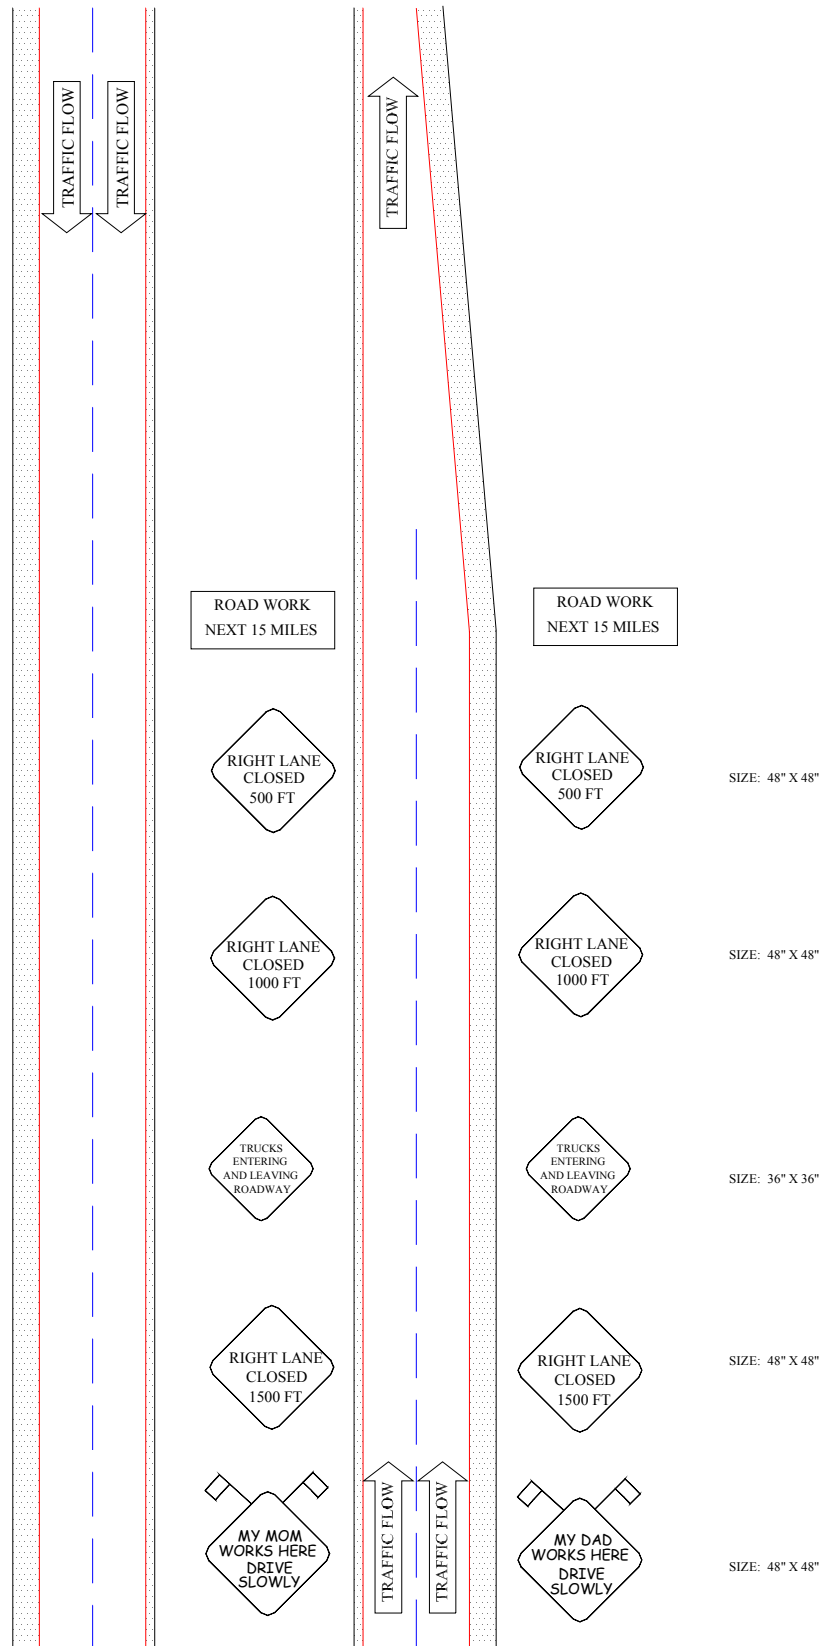 TRAFFIC FLOW
TRAFFIC FLOW
TRAFFIC FLOW
ROAD WORK
NEXT 15 MILES
ROAD WORK
NEXT 15 MILES
RIGHT LANE
CLOSED
500 FT
RIGHT LANE
CLOSED
500 FT
SIZE: 48" X 48"
RIGHT LANE
CLOSED
1000 FT
RIGHT LANE
CLOSED
1000 FT
SIZE: 48" X 48"
TRUCKS
ENTERING
AND LEAVING
ROADWAY
TRUCKS
ENTERING
AND LEAVING
ROADWAY
SIZE: 36" X 36"
RIGHT LANE
CLOSED
1500 FT
RIGHT LANE
CLOSED
1500 FT
SIZE: 48" X 48"
MY MOM
WORKS HERE
DRIVE
SLOWLY
TRAFFIC FLOW
TRAFFIC FLOW
MY DAD
WORKS HERE
DRIVE
SLOWLY
SIZE: 48" X 48"